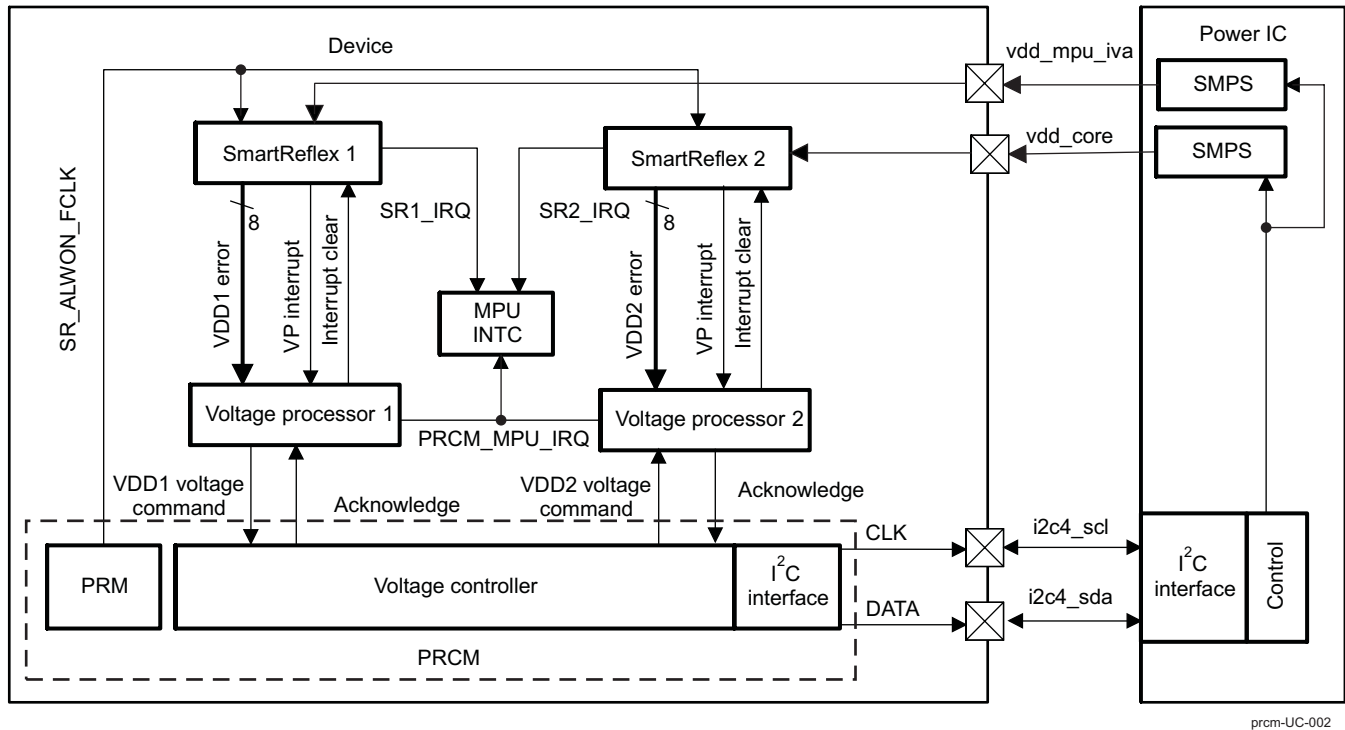 Device
Power IC
vdd_mpu_iva
SMPS
vdd_core
SMPS
SmartReflex 1
SmartReflex 2
SR_ALWON_FCLK
8
8
SR1_IRQ
SR2_IRQ
VDD1 error
VP interrupt
Interrupt clear
MPU
INTC
VDD2 error
VP interrupt
Interrupt clear
Voltage processor 1
Voltage processor 2
PRCM_MPU_IRQ
VDD1 voltage
command
Acknowledge
VDD2 voltage
command
Acknowledge
PRM
Voltage controller
I²C
interface
CLK
DATA
i2c4_scl
i2c4_sda
I²C
interface
Control
PRCM
prcm-UC-002